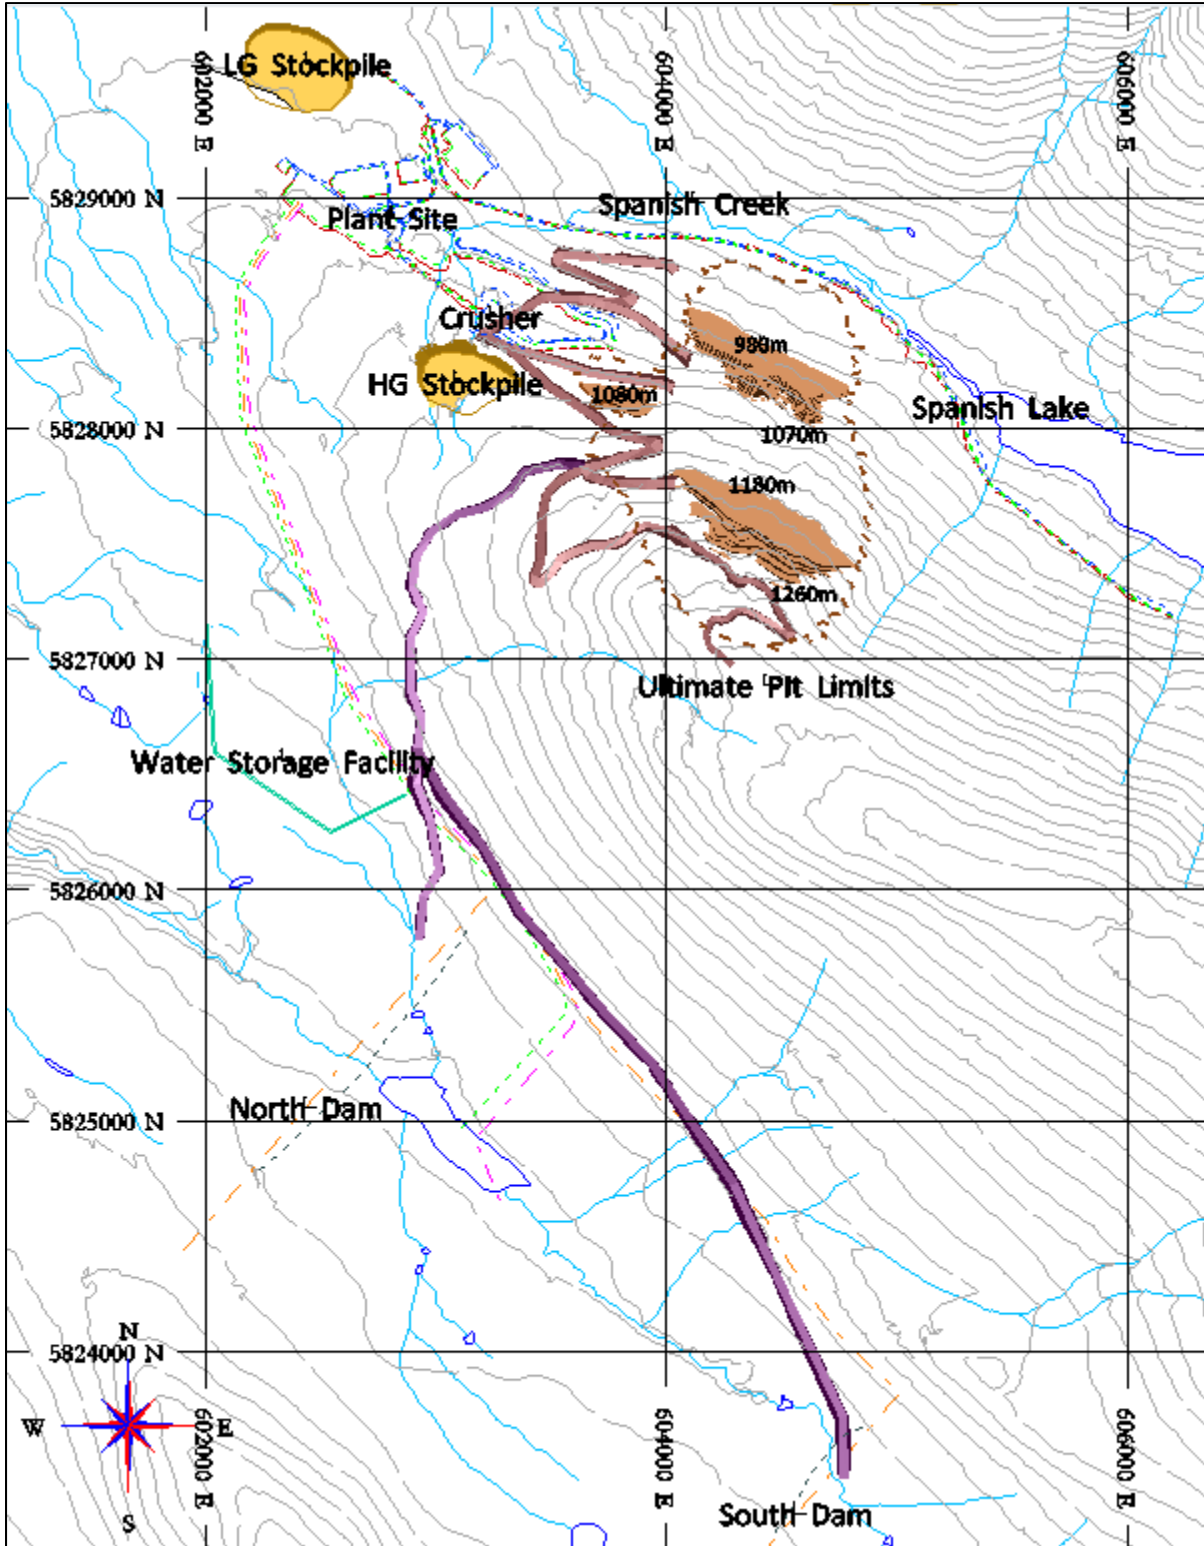 LG Stockpile
602000 E
604000 E
606000 E
5829000 N
Plant Site
Spanish Creek
Crusher
980m
HG Stockpile
1080m
Spanish Lake
5828000 N
1070m
1180m
1260m
5827000 N
Ultimate Pit Limits
Water Storage Facility
5826000 N
North Dam
5825000 N
N
5824000 N
W
E
S
602000 E
604000 E
606000 E
South Dam